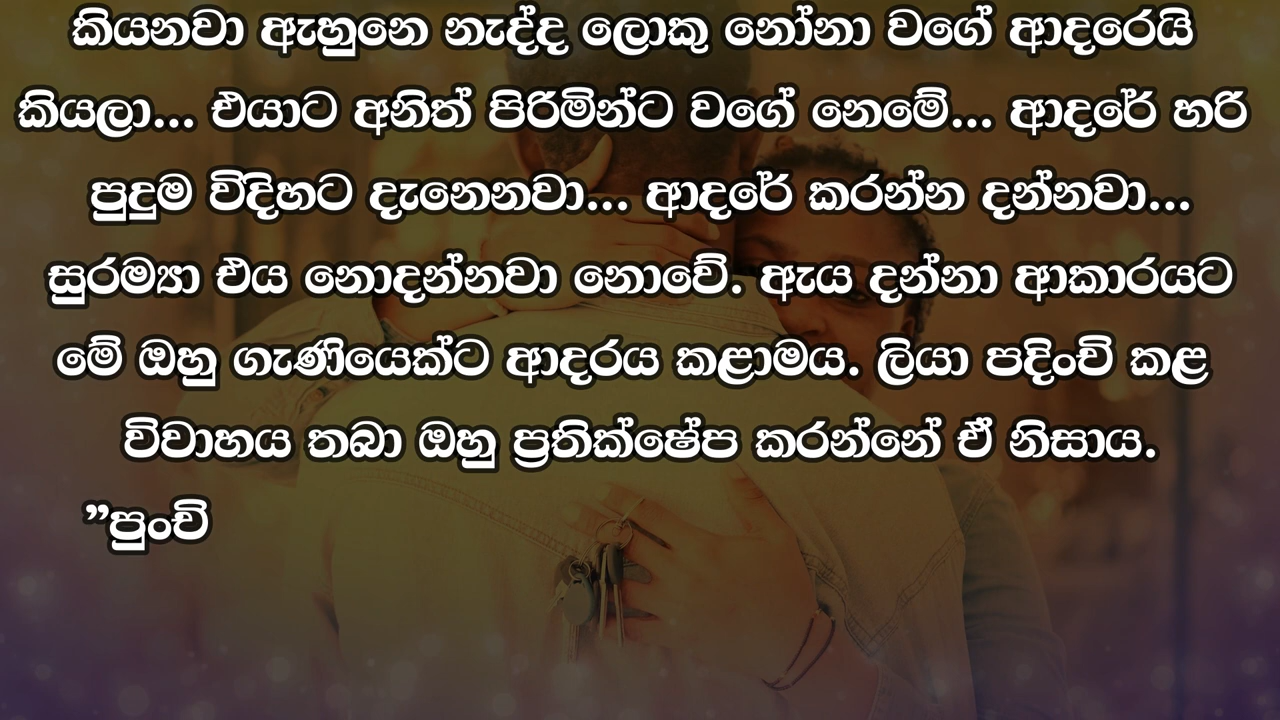 කියනවා ඇහුනෙ නැද්ද ලොකු නෝනා වගේ ආදරෙයි
කියලා... එයාට අනිත් පිරිමින්ට වගේ නෙමේ... ආදරේ හරි
පුදුම විදිහට දැනෙනවා... ආදරේ කරන්න දන්නවා...
සුරම්‍යා එය නොදන්නවා නොවේ. ඇය දන්නා ආකාරයට
මේ ඔහු ගැණියෙක්ට ආදරය කළාමය. ලියා පදිංචි කළ
විවාහය තබා ඔහු ප්‍රතික්ෂේප කරන්නේ ඒ නිසාය.
”පුංචි